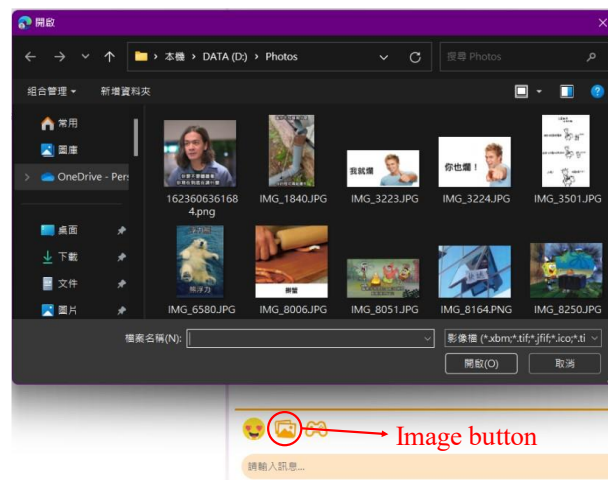 開啟
本機 › DATA (D:) › Photos
搜尋 Photos
組合管理 新增資料夾
常用
圖庫
OneDrive - Pers
桌面
下載
文件
圖片
162360636168
4.png
IMG_1840.JPG
我就爛
IMG_3223.JPG
你也爛！
IMG_3224.JPG
IMG_3501.JPG
IMG_6580.JPG
IMG_8006.JPG
IMG_8051.JPG
IMG_8164.PNG
IMG_8250.JPG
檔案名稱(N):
影像檔 (*.xbm;*.tif;*.jfif;*.ico;*.ti
開啟(O)
取消
Image button
請輸入訊息...